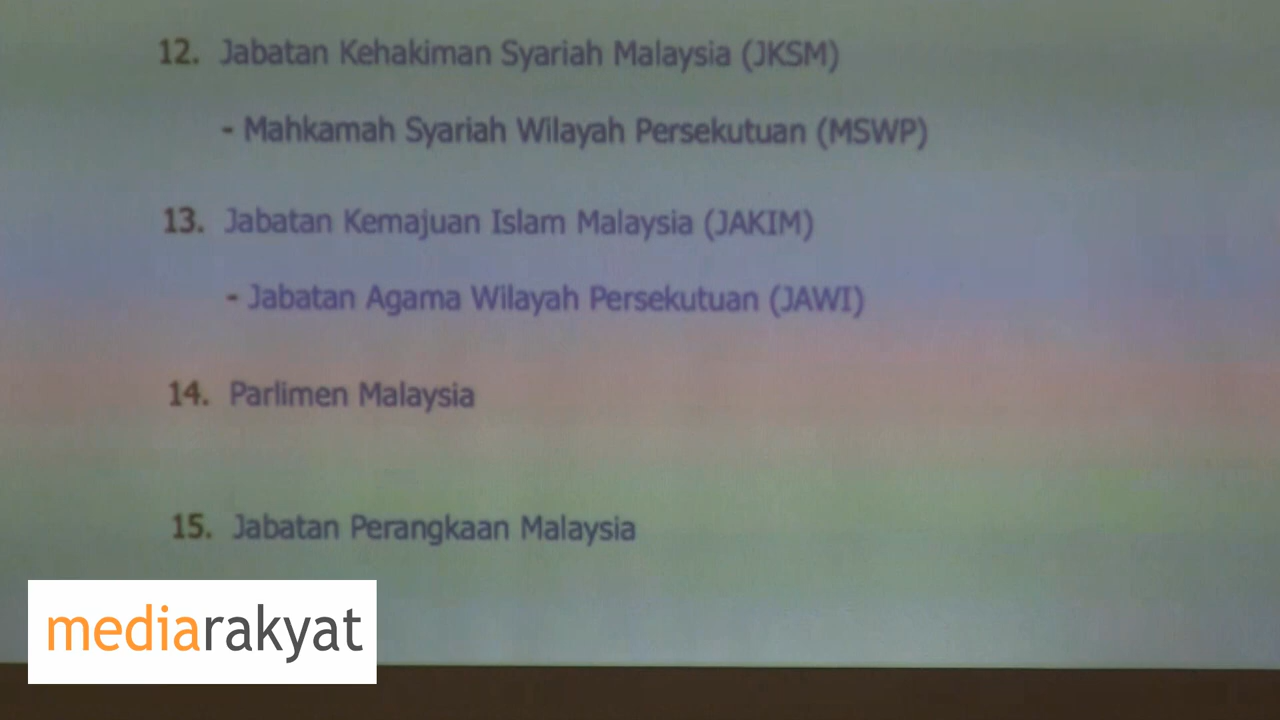 12. Jabatan Kehakiman Syariah Malaysia (JKSM)
- Mahkamah Syariah Wilayah Persekutuan (MSWP)
13. Jabatan Kemajuan Islam Malaysia (JAKIM)
- Jabatan Agama Wilayah Persekutuan (JAWI)
14. Parlimen Malaysia
15. Jabatan Perangkaan Malaysia
mediarakyat